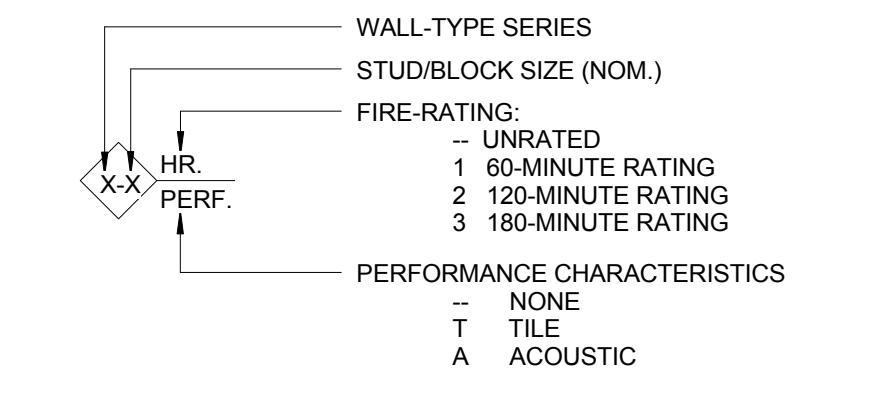 WALL-TYPE SERIES
STUD/BLOCK SIZE (NOM.)
FIRE-RATING:
-- UNRATED
1 60-MINUTE RATING
2 120-MINUTE RATING
3 180-MINUTE RATING
X-X
HR.
PERF.
PERFORMANCE CHARACTERISTICS
-- NONE
T TILE
A ACOUSTIC